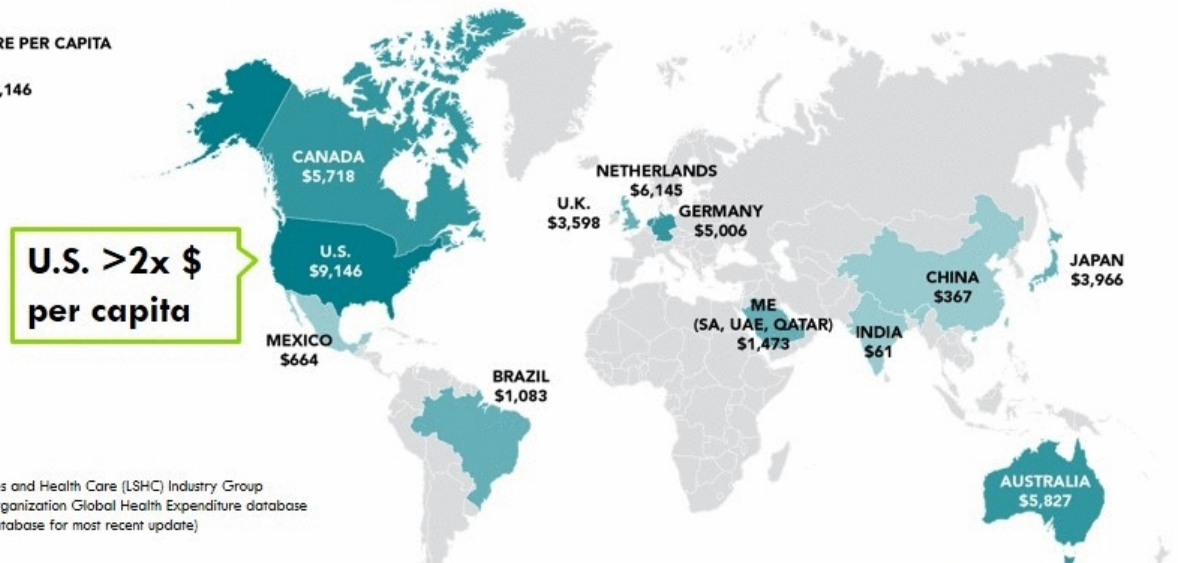 RE PER CAPITA
,146
CANADA
$5,718
U.S.
$9,146
U.S. >2x $
per capita
MEXICO
$664
BRAZIL
$1,083
NETHERLANDS
$6,145
U.K.
$3,598
GERMANY
$5,006
ME
(SA, UAE, QATAR)
$1,473
CHINA
$367
INDIA
$61
JAPAN
$3,966
AUSTRALIA
$5,827
s and Health Care (LSHC) Industry Group
rganization Global Health Expenditure database
tabase for most recent update)